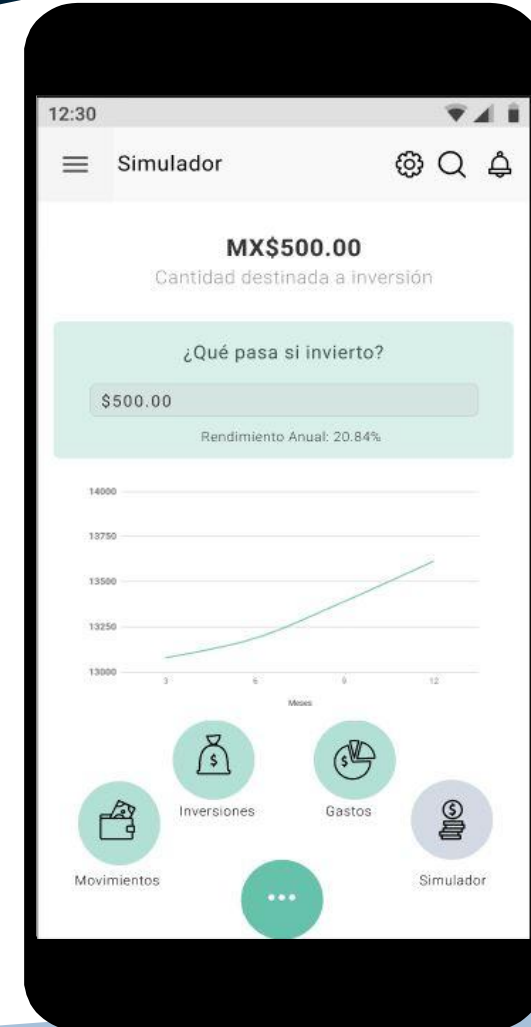 12:30
Simulador
MX$500.00
Cantidad destinada a inversión
¿Qué pasa si invierto?
$500.00
Rendimiento Anual: 20.84%
14000
13750
13500
13250
13000
3 6 9 12
Meses
$ $
Inversiones Gastos
$
Movimientos Simulador